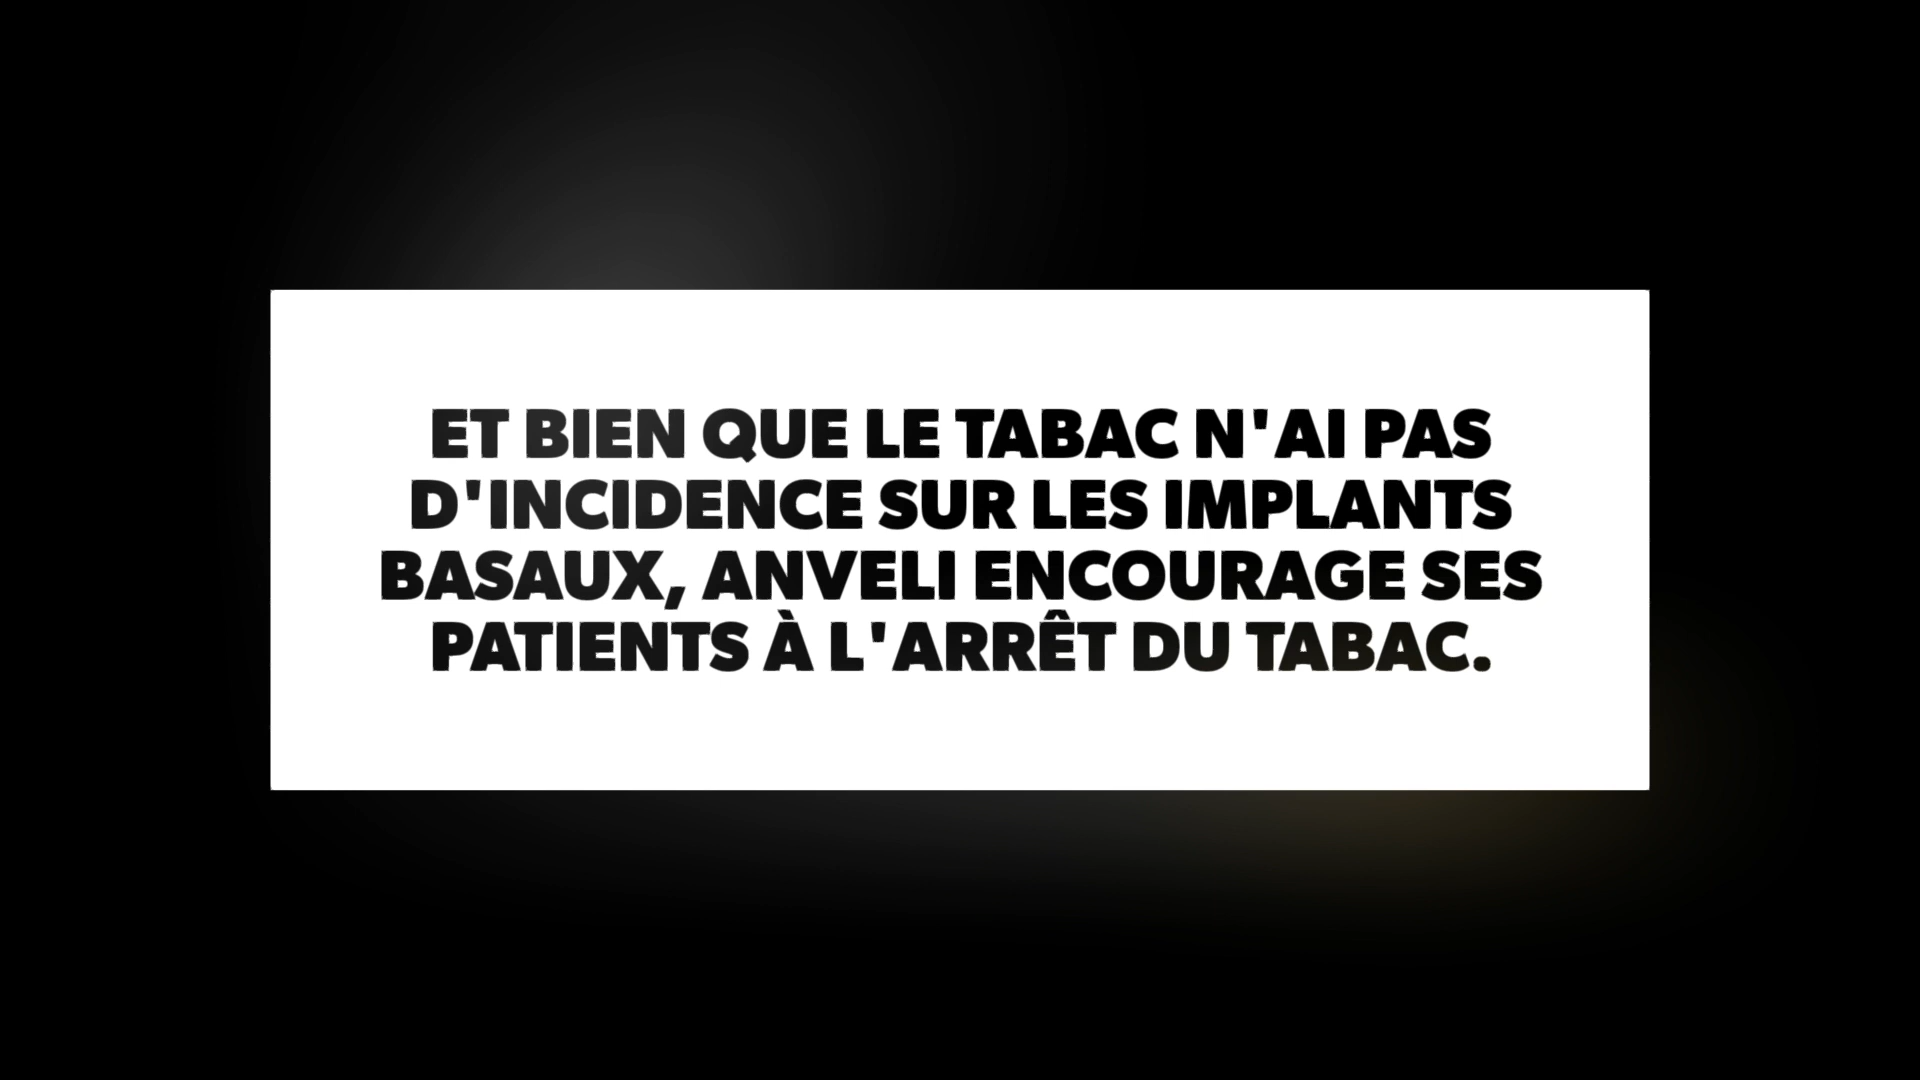 ET BIEN QUE LE TABAC N'AI PAS
D'INCIDENCE SUR LES IMPLANTS
BASAUX, ANVELI ENCOURAGE SES
PATIENTS À L'ARRÊT DU TABAC.